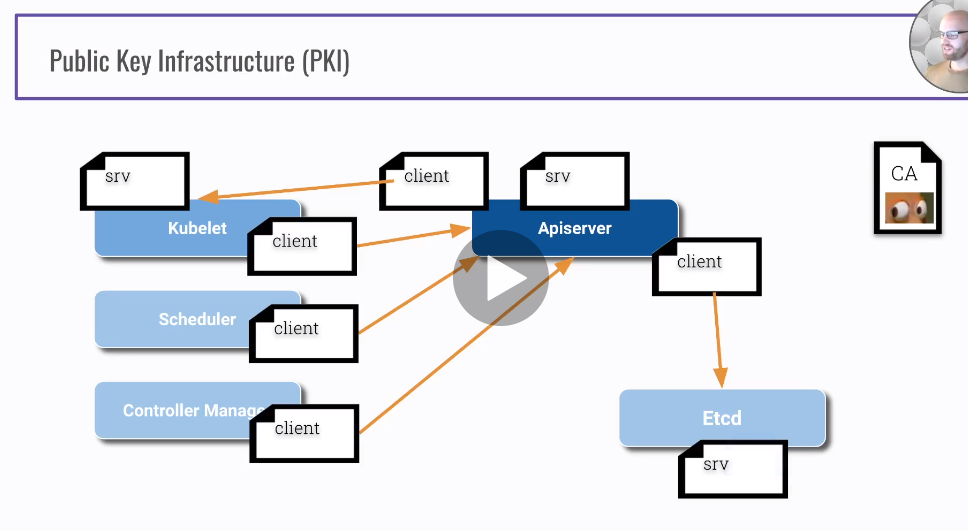 Public Key Infrastructure (PKI)
srv
client
srv
CA
Kubelet
Apiserver
client
client
Scheduler
client
Controller Manage
client
Etcd
srv